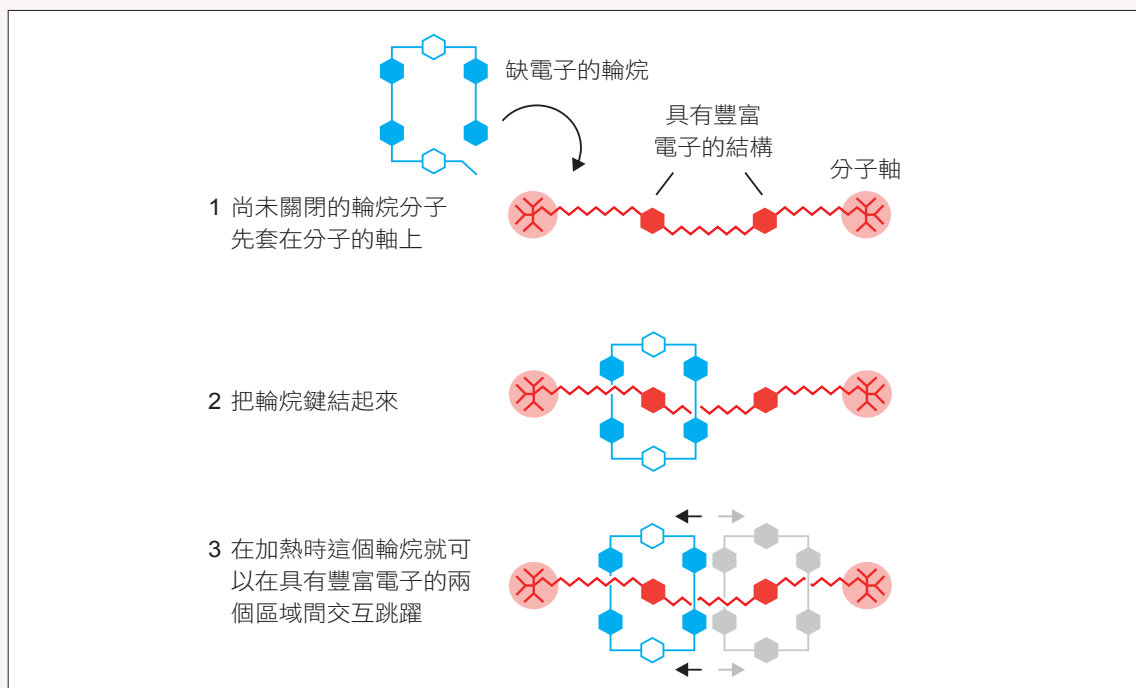 缺電子的輪烷
具有豐富
電子的結構
分子軸
1 尚未關閉的輪烷分子
先套在分子的軸上
2 把輪烷鍵結起來
3 在加熱時這個輪烷就可
以在具有豐富電子的兩
個區域間交互跳躍